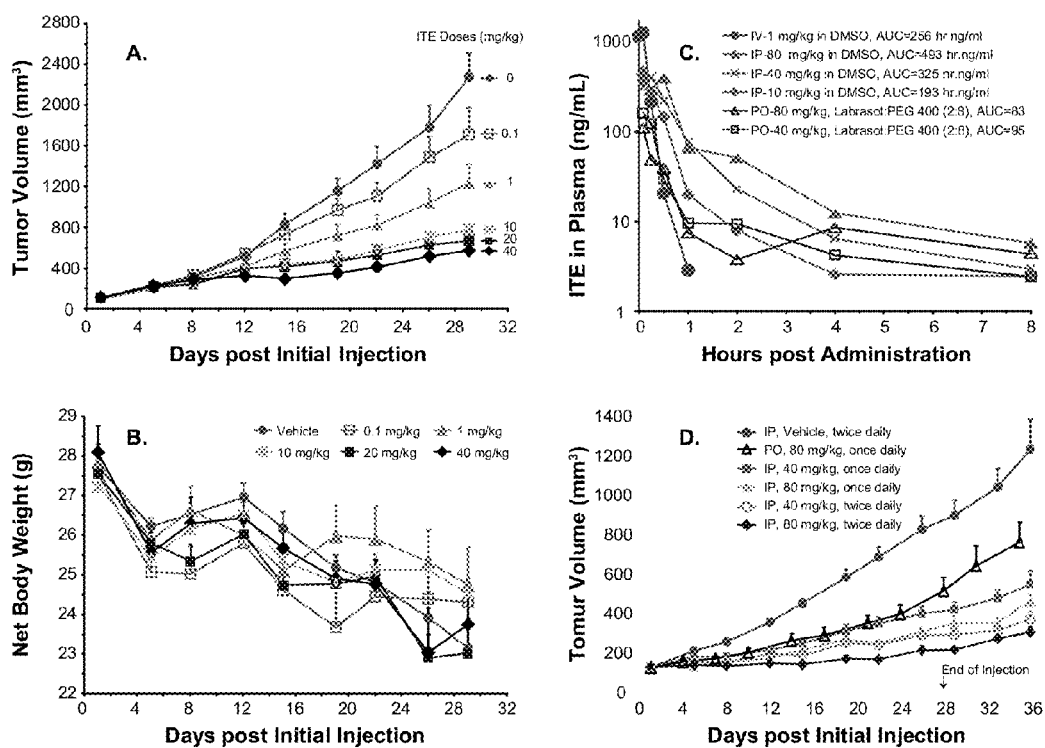 A.
ITE Doses (mg/kg)
2800
2400
2000
1600
1200
800
400
0
0
0.1
1
10
20
40
0 4 8 12 16 20 24 28 32
Tumor Volume (mm³)
Days post Initial Injection
C.
IV-1 mg/kg in DMSO, AUC=256 hr.ng/ml
IP-80 mg/kg in DMSO, AUC=493 hr.ng/ml
IP-40 mg/kg in DMSO, AUC=325 hr.ng/ml
IP-10 mg/kg in DMSO, AUC=193 hr.ng/ml
PO-80 mg/kg, Labrasol:PEG 400 (2:8), AUC=83
PO-40 mg/kg, Labrasol:PEG 400 (2:8), AUC=95
1000
100
10
1
0 1 2 3 4 5 6 7 8
ITE in Plasma (ng/mL)
Hours post Administration
B.
Vehicle 0.1 mg/kg 1 mg/kg
10 mg/kg 20 mg/kg 40 mg/kg
29
28
27
26
25
24
23
22
0 4 8 12 16 20 24 28 32
Net Body Weight (g)
Days post Initial Injection
D.
IP, Vehicle, twice daily
PO, 80 mg/kg, once daily
IP, 40 mg/kg, once daily
IP, 80 mg/kg, once daily
IP, 40 mg/kg, twice daily
IP, 80 mg/kg, twice daily
1400
1200
1000
800
600
400
200
0
End of Injection
0 4 8 12 16 20 24 28 32 36
Tomur Volume (mm³)
Days post Initial Injection